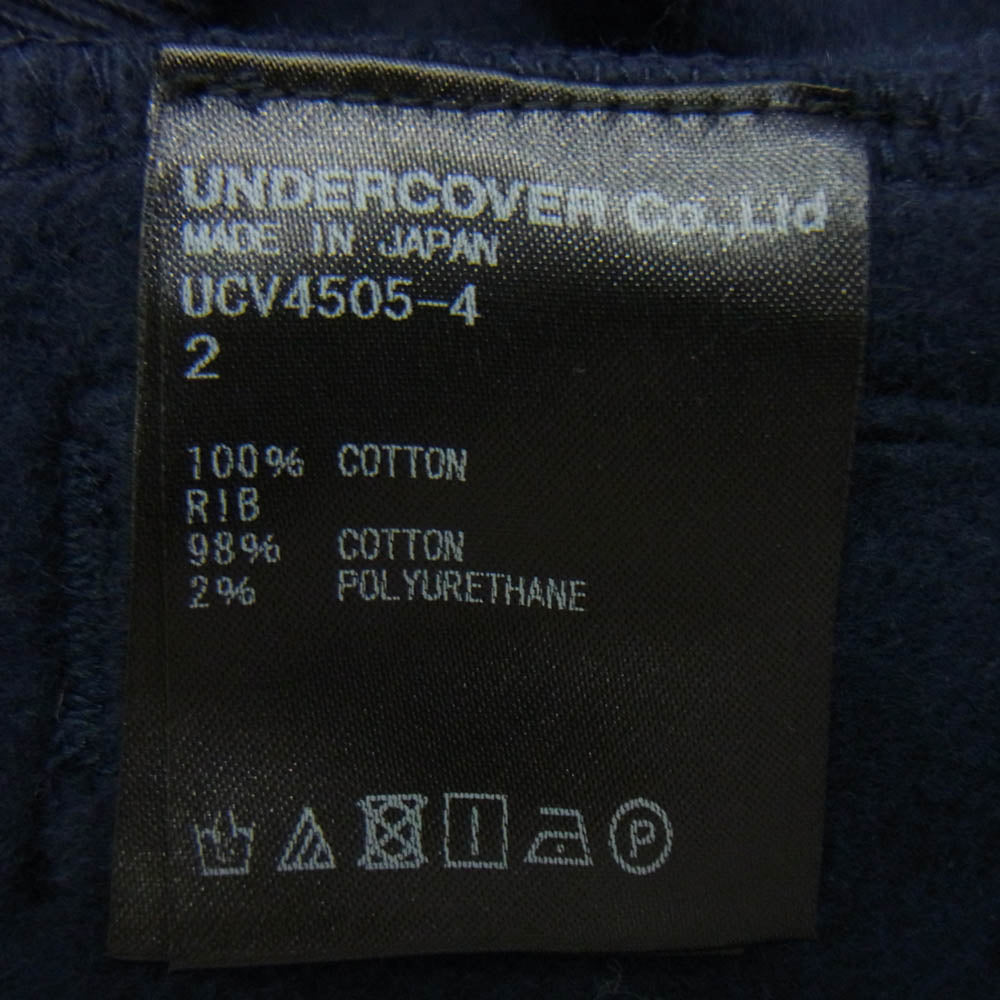 UNDERCOVER Co.,Ltd
MADE IN JAPAN
UCV4505-4
2
100% COTTON
RIB
98% COTTON
2% POLYURETHANE
P